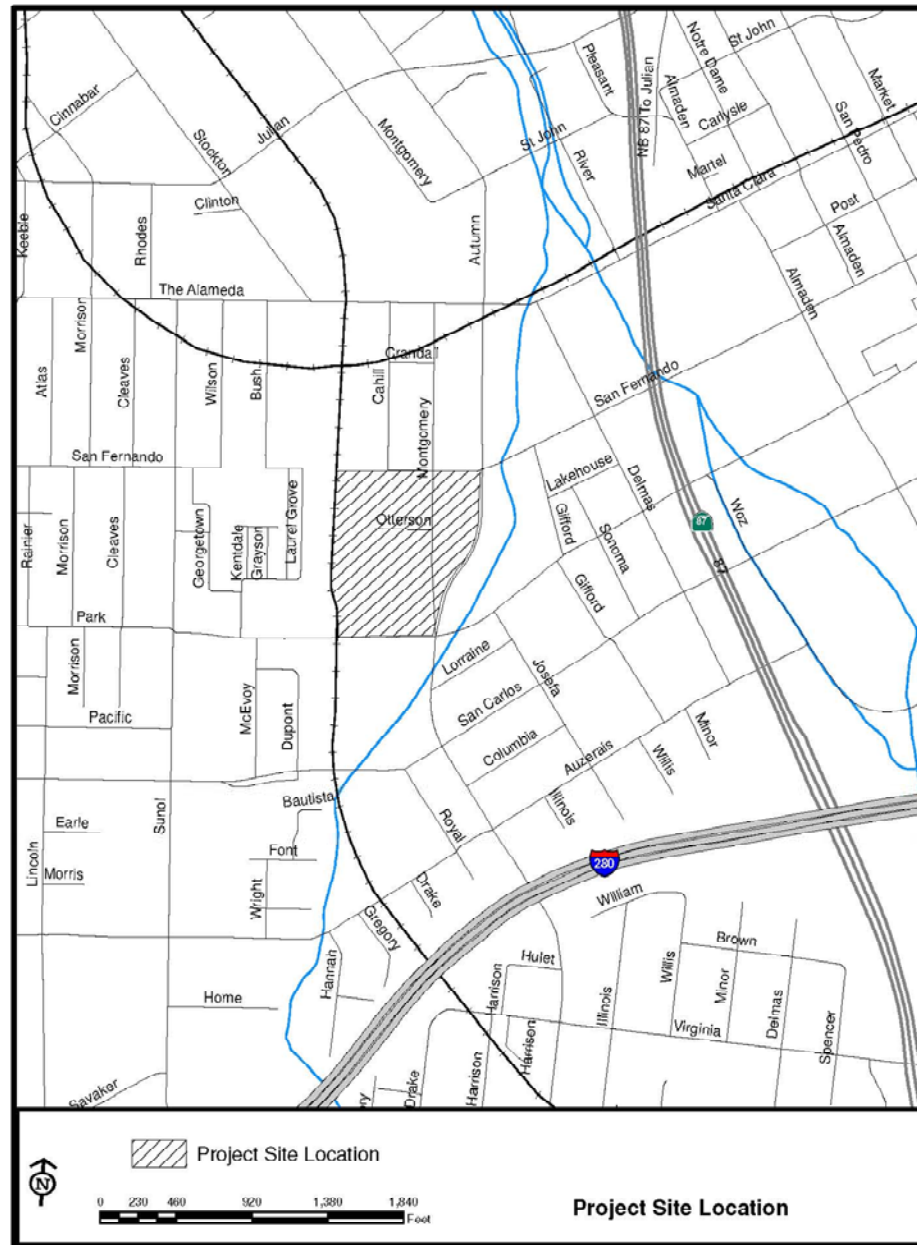 St John
Notre Dame
Market
Pleasant
NB 87 To Julian
Almaden
Carlysle
San Pedro
Cinnabar
Stockton
Julian
Montgomery
St John
River
Martel
Santa Clara
Post
Almaden
Clinton
Keeble
Rhodes
Autumn
The Alameda
Almaden
Morrison
Atlas
Cleaves
Wilson
Bush
Cahill
Crandall
Montgomery
San Fernando
San Fernando
Lakehouse
Delmas
Rainier
Morrison
Cleaves
Georgetown
Kentdale
Grayson
Laurel Grove
Otterson
Gifford
Sonoma
87
Woz
87
Gifford
Park
Morrison
McEvoy
Dupont
Lorraine
Josefa
San Carlos
Pacific
Columbia
Auzerais
Minor
Willis
Illinois
Bautista
Royal
Sunol
Earle
Lincoln
Font
Morris
Wright
Drake
280
William
Gregory
Hannah
Hulet
Brown
Harrison
Willis
Minor
Illinois
Delmas
Home
Virginia
Harrison
Spencer
Savaker
ry
Drake
Harrison
Project Site Location
N
0 230 460 920 1,380 1,840
Feet
Project Site Location